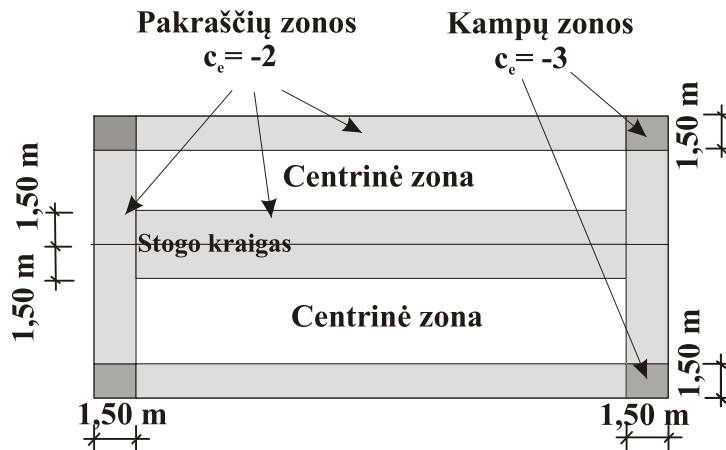 Pakraščių zonos
cₑ= -2
Kampų zonos
cₑ= -3
1,50 m
Centrinė zona
1,50 m
Stogo kraigas
1,50 m
Centrinė zona
1,50 m
1,50 m
1,50 m